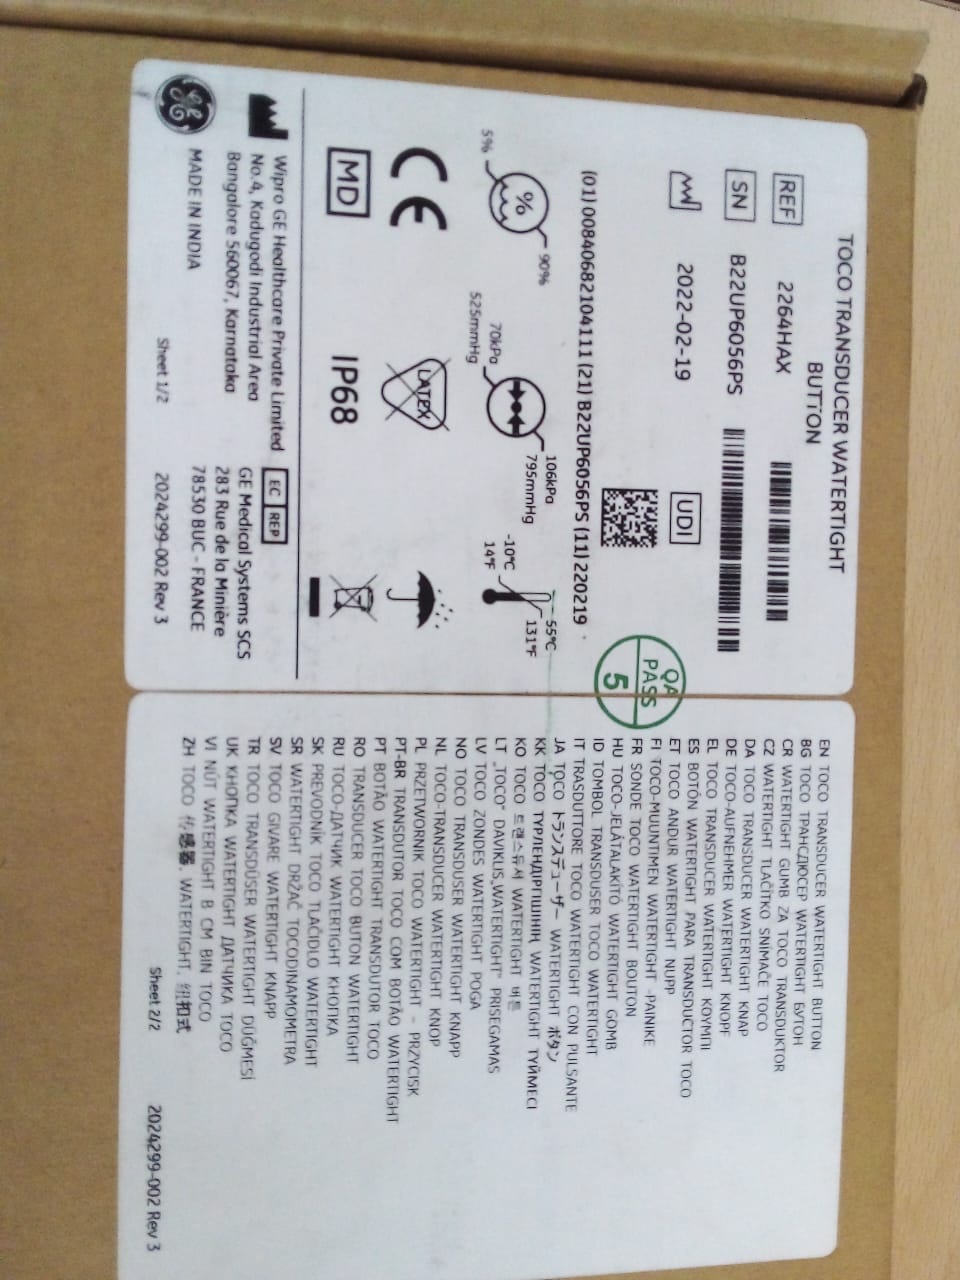 TOCO TRANSDUCER WATERTIGHT
BUTTON
REF 2264HAX
SN B22UP6056PS
2022-02-19 UDI
(01) 00840682104111 (21) B22UP6056PS (11) 220219
QA
PASS
5
5% % 90%
70kPa 106kPa
525mmHg 795mmHg
-10°C 55°C
14°F 131°F
CE LATEX
MD IP68
Wipro GE Healthcare Private Limited
No.4, Kadugodi Industrial Area
Bangalore 560067, Karnataka
EC REP
GE Medical Systems SCS
283 Rue de la Minière
78530 BUC - FRANCE
GE MADE IN INDIA
Sheet 1/2 2024299-002 Rev 3
EN TOCO TRANSDUCER WATERTIGHT BUTTON
BG TOCO ТРАНСДЮСЕР WATERTIGHT БУТОН
CR WATERTIGHT GUMB ZA TOCO TRANSDUKTOR
CZ WATERTIGHT TLAČÍTKO SNÍMAČE TOCO
DA TOCO TRANSDUCER WATERTIGHT KNAP
DE TOCO-AUFNEHMER WATERTIGHT KNOPF
EL TOCO TRANSDUCER WATERTIGHT ΚΟΥΜΠΙ
ES BOTÓN WATERTIGHT PARA TRANSDUCTOR TOCO
ET TOCO ANDUR WATERTIGHT NUPP
FI TOCO-MUUNTIMEN WATERTIGHT -PAINIKE
FR SONDE TOCO WATERTIGHT BOUTON
HU TOCO-JELÁTALAKÍTÓ WATERTIGHT GOMB
ID TOMBOL TRANSDUSER TOCO WATERTIGHT
IT TRASDUTTORE TOCO WATERTIGHT CON PULSANTE
JA TOCO トランスデューザー WATERTIGHT ボタン
KK TOCO ТҮРЛЕНДІРГІШІНІҢ WATERTIGHT ТҮЙМЕСІ
KO TOCO 트랜스듀서 WATERTIGHT 버튼
LT „TOCO“ DAVIKLIS „WATERTIGHT“ PRISEGAMAS
LV TOCO ZONDES WATERTIGHT POGA
NO TOCO TRANSDUSER WATERTIGHT KNAPP
NL TOCO-TRANSDUCER WATERTIGHT KNOP
PL PRZETWORNIK TOCO WATERTIGHT - PRZYCISK
PT-BR TRANSDUTOR TOCO COM BOTÃO WATERTIGHT
PT BOTÃO WATERTIGHT TRANSDUTOR TOCO
RO TRANSDUCER TOCO BUTON WATERTIGHT
RU TOCO-ДАТЧИК WATERTIGHT КНОПКА
SK PREVODNÍK TOCO TLAČIDLO WATERTIGHT
SR WATERTIGHT DRŽAČ TOCODINAMOMETRA
SV TOCO GIVARE WATERTIGHT KNAPP
TR TOCO TRANSDÜSER WATERTIGHT DÜĞMESİ
UK КНОПКА WATERTIGHT ДАТЧИКА TOCO
VI NÚT WATERTIGHT B CM BIN TOCO
ZH TOCO 传感器, WATERTIGHT, 纽扣式
Sheet 2/2 2024299-002 Rev 3